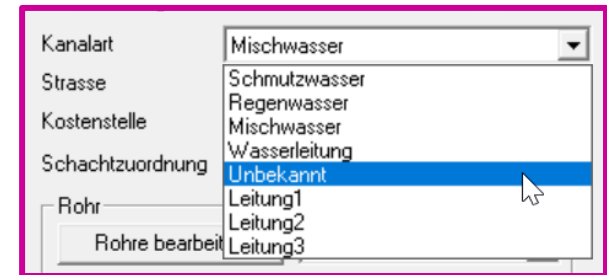 Kanalart Mischwasser
Strasse Schmutzwasser
Regenwasser
Kostenstelle Mischwasser
Wasserleitung
Schachtzuordnung Unbekannt
Rohr Leitung1
Leitung2
Rohre bearbeit Leitung3